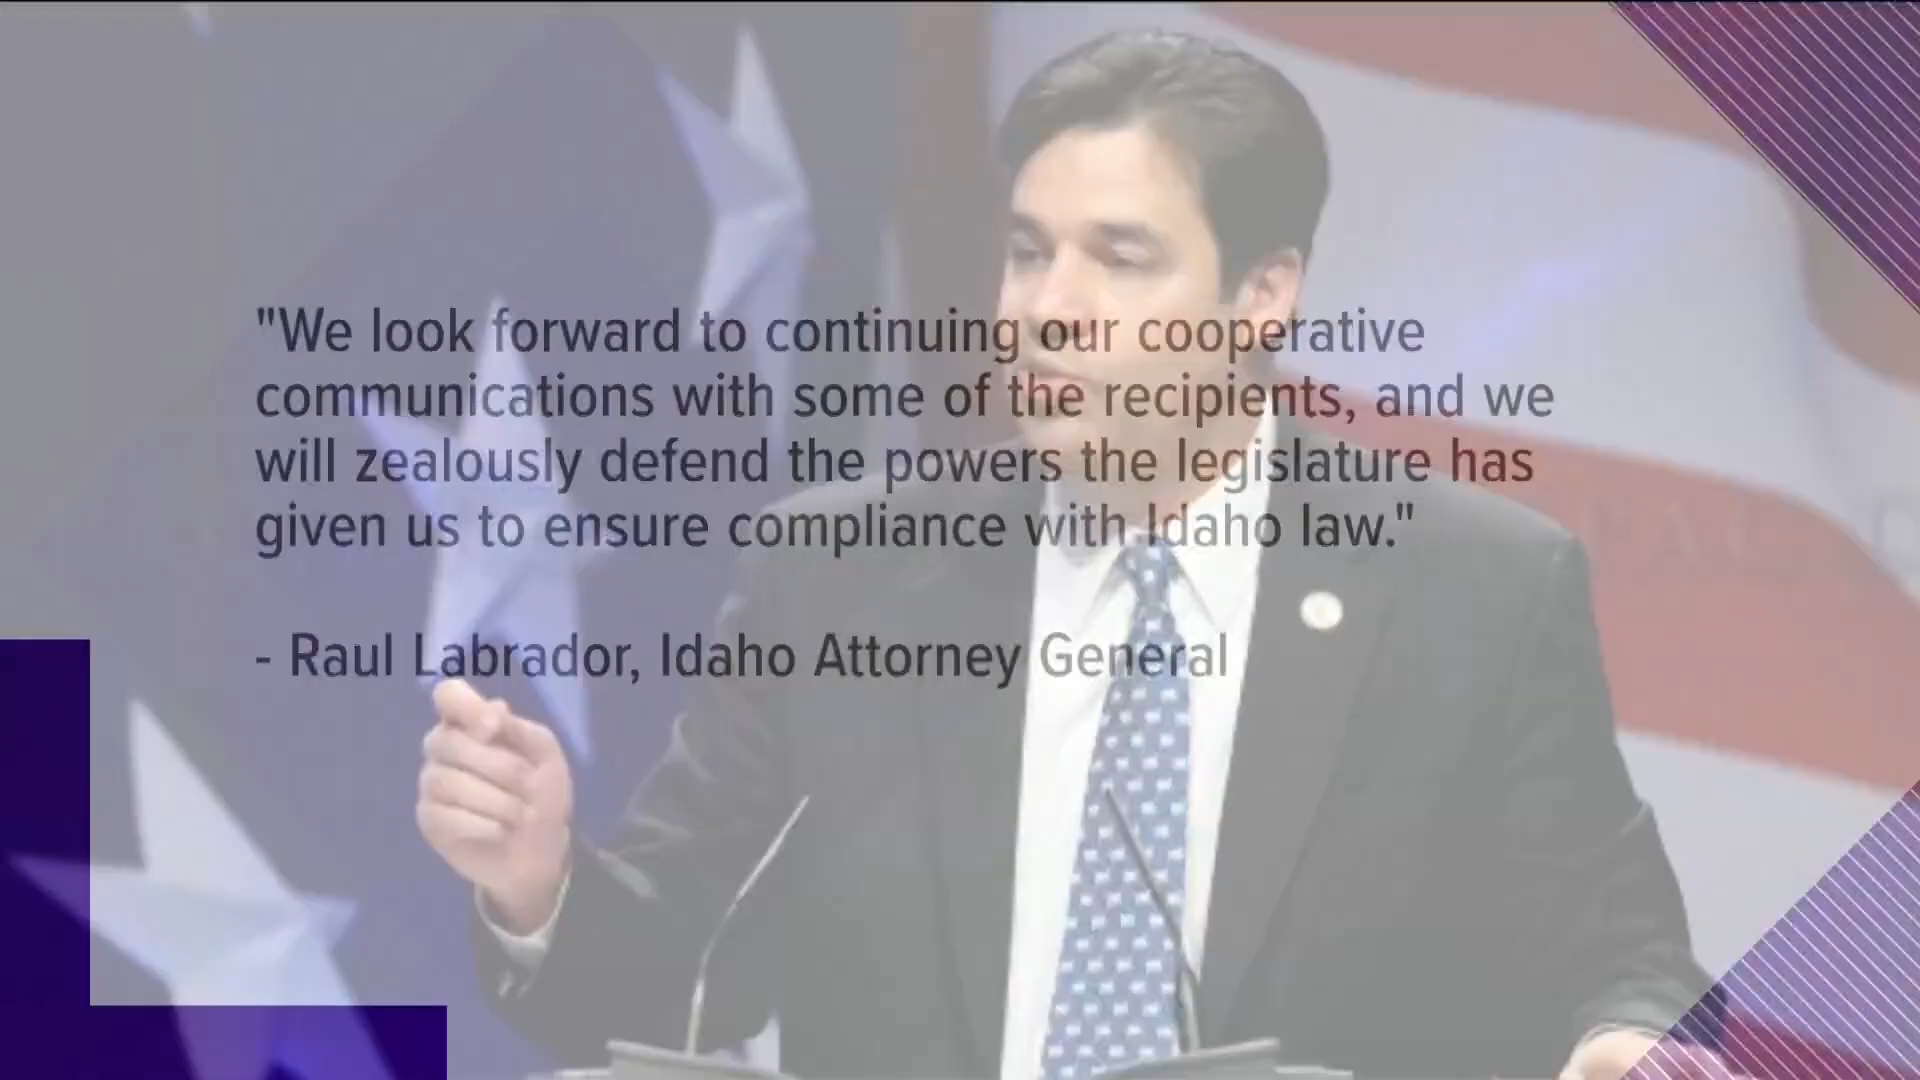 "We look forward to continuing our cooperative
communications with some of the recipients, and we
will zealously defend the powers the legislature has
given us to ensure compliance with Idaho law."
- Raul Labrador, Idaho Attorney General